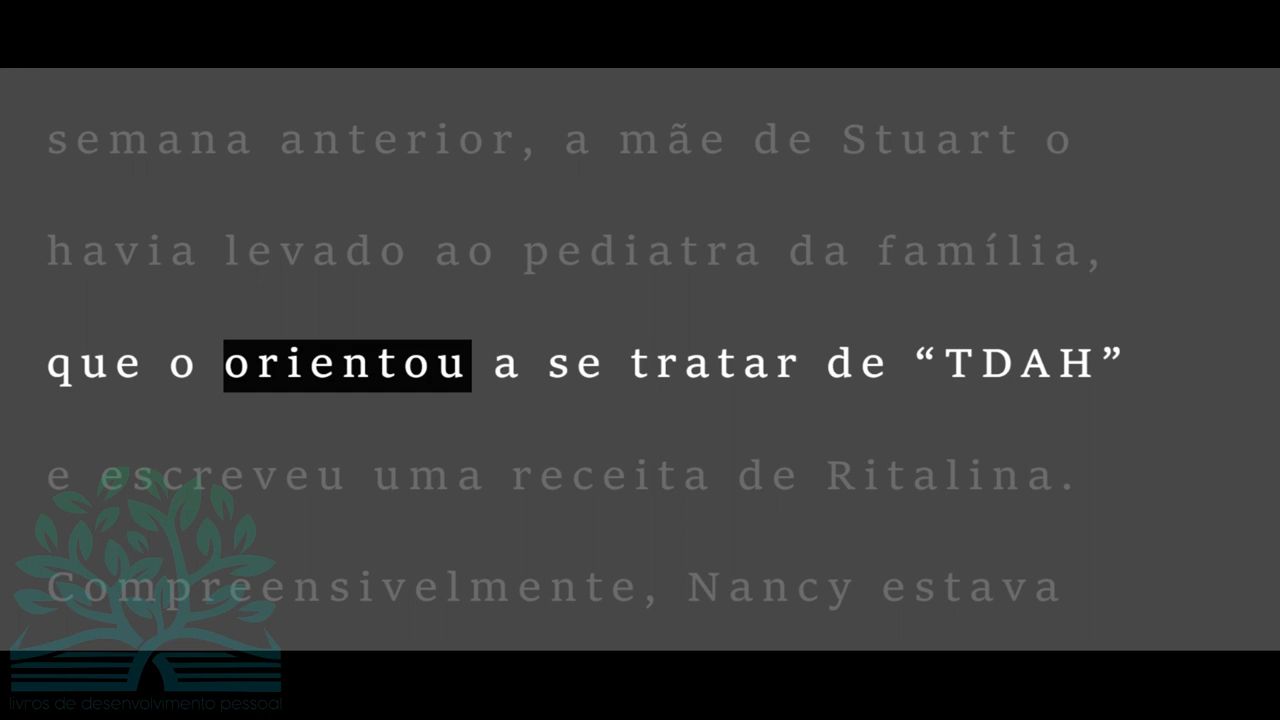 semana anterior, a mãe de Stuart o
havia levado ao pediatra da família,
que o orientou a se tratar de “TDAH”
e escreveu uma receita de Ritalina.
Compreensivelmente, Nancy estava
livros de desenvolvimento pessoal